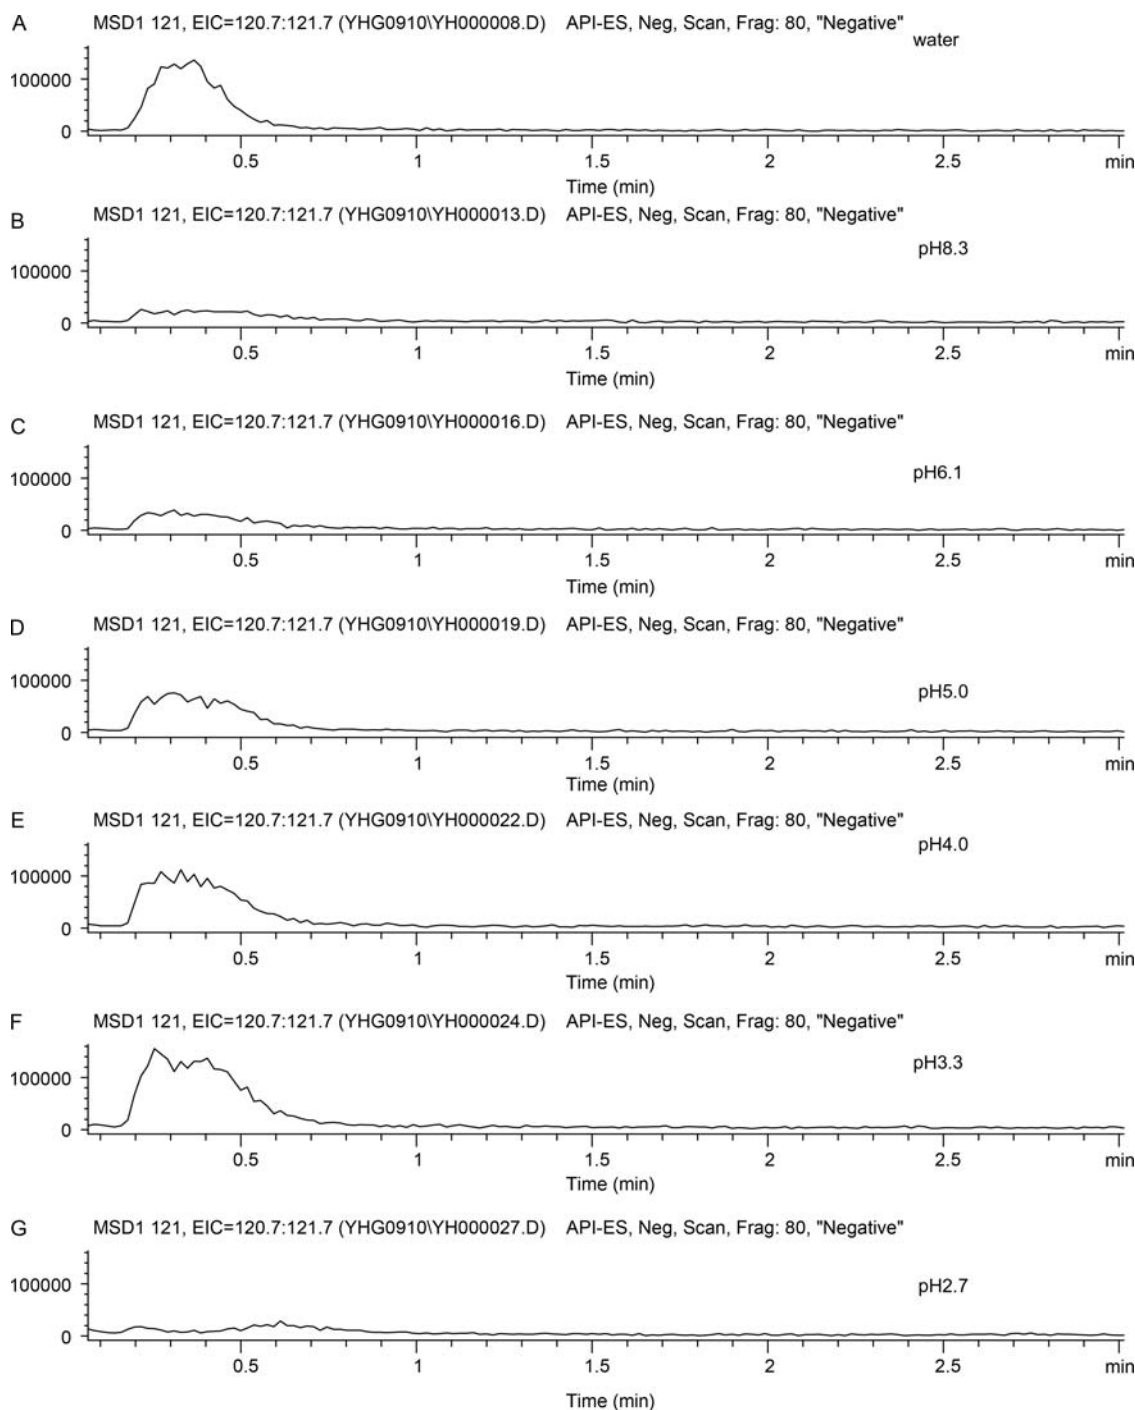 A MSD1 121, EIC=120.7:121.7 (YHG0910\YH000008.D) API-ES, Neg, Scan, Frag: 80, "Negative"
water
100000
0
0.5 1 1.5 2 2.5 min
Time (min)
B MSD1 121, EIC=120.7:121.7 (YHG0910\YH000013.D) API-ES, Neg, Scan, Frag: 80, "Negative"
pH8.3
100000
0
0.5 1 1.5 2 2.5 min
Time (min)
C MSD1 121, EIC=120.7:121.7 (YHG0910\YH000016.D) API-ES, Neg, Scan, Frag: 80, "Negative"
pH6.1
100000
0
0.5 1 1.5 2 2.5 min
Time (min)
D MSD1 121, EIC=120.7:121.7 (YHG0910\YH000019.D) API-ES, Neg, Scan, Frag: 80, "Negative"
pH5.0
100000
0
0.5 1 1.5 2 2.5 min
Time (min)
E MSD1 121, EIC=120.7:121.7 (YHG0910\YH000022.D) API-ES, Neg, Scan, Frag: 80, "Negative"
pH4.0
100000
0
0.5 1 1.5 2 2.5 min
Time (min)
F MSD1 121, EIC=120.7:121.7 (YHG0910\YH000024.D) API-ES, Neg, Scan, Frag: 80, "Negative"
pH3.3
100000
0
0.5 1 1.5 2 2.5 min
Time (min)
G MSD1 121, EIC=120.7:121.7 (YHG0910\YH000027.D) API-ES, Neg, Scan, Frag: 80, "Negative"
pH2.7
100000
0
0.5 1 1.5 2 2.5 min
Time (min)